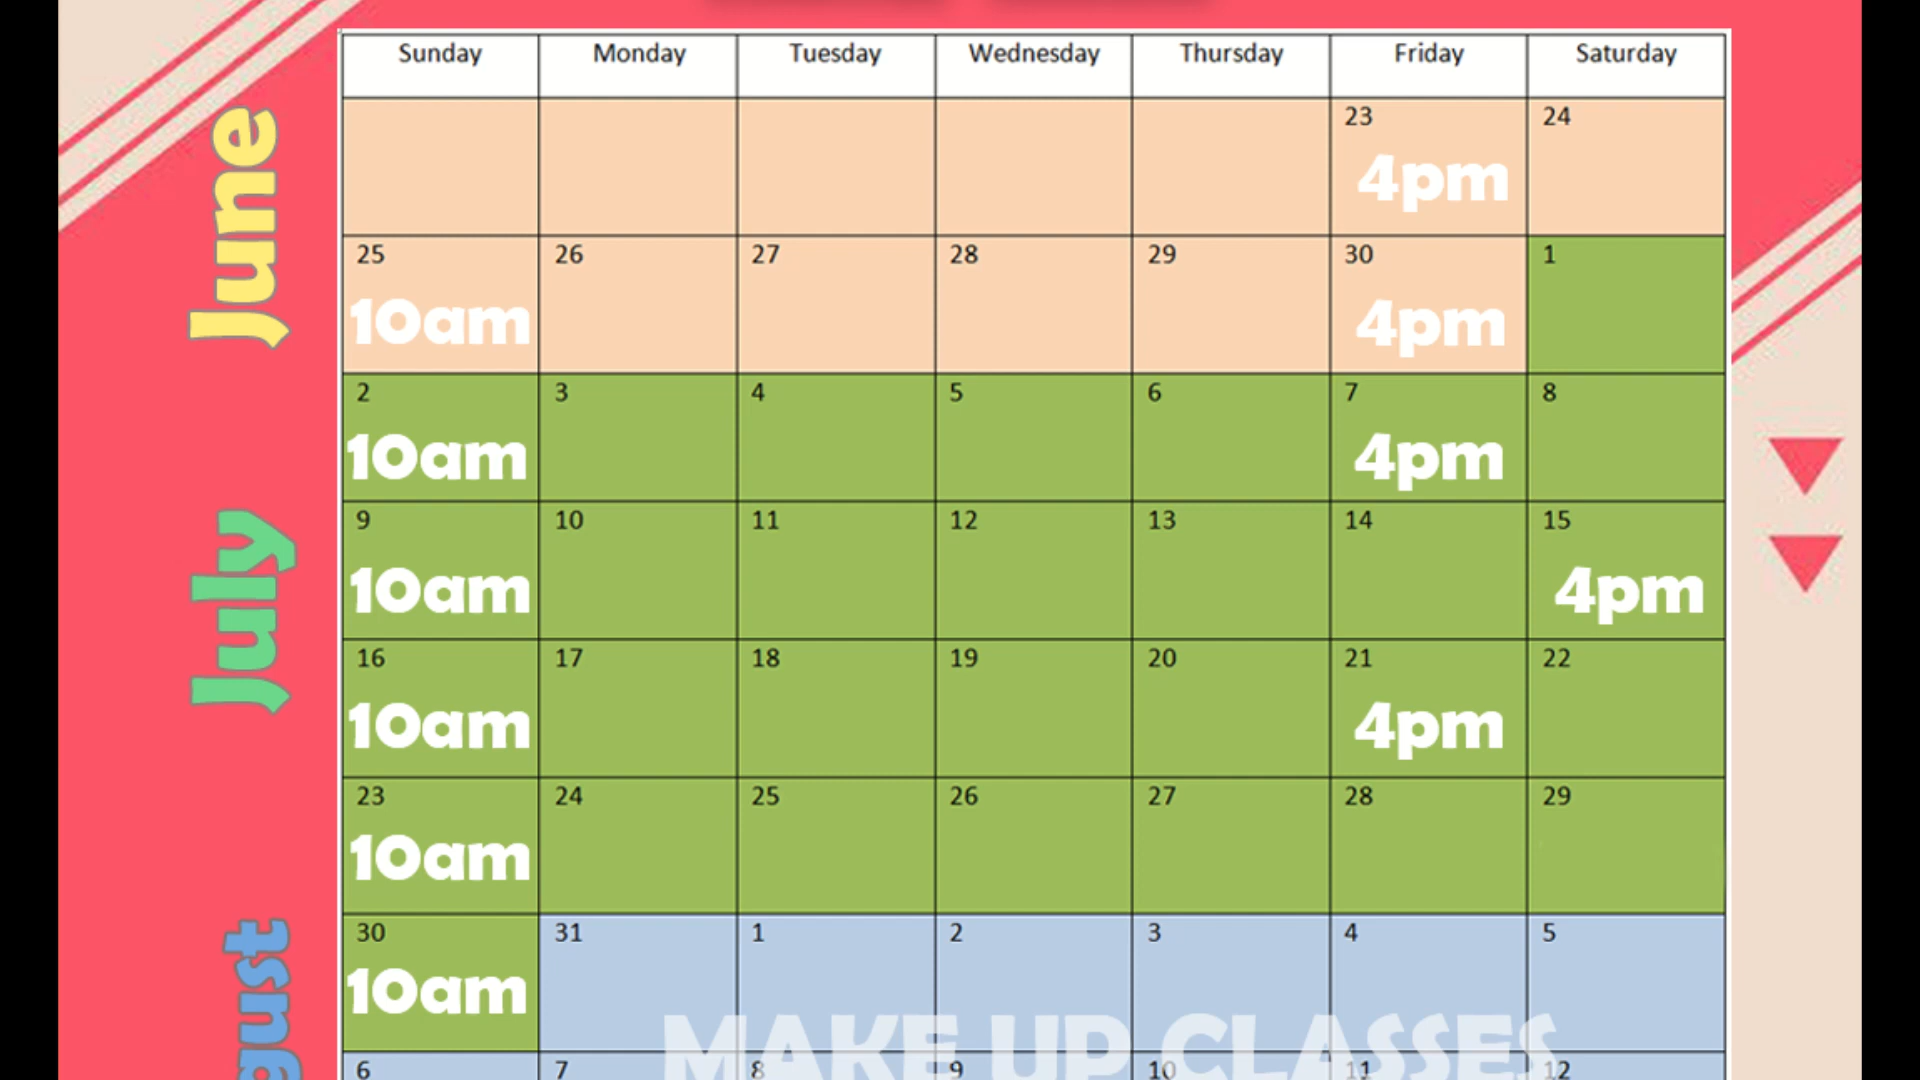 Sunday Monday Tuesday Wednesday Thursday Friday Saturday
June
23 24
4pm
25 26 27 28 29 30 1
10am 4pm
2 3 4 5 6 7 8
10am 4pm
July
9 10 11 12 13 14 15
10am 4pm
16 17 18 19 20 21 22
10am 4pm
23 24 25 26 27 28 29
10am
30 31 1 2 3 4 5
10am
gust
MAKE UP CLASSES
6 7 8 9 10 11 12